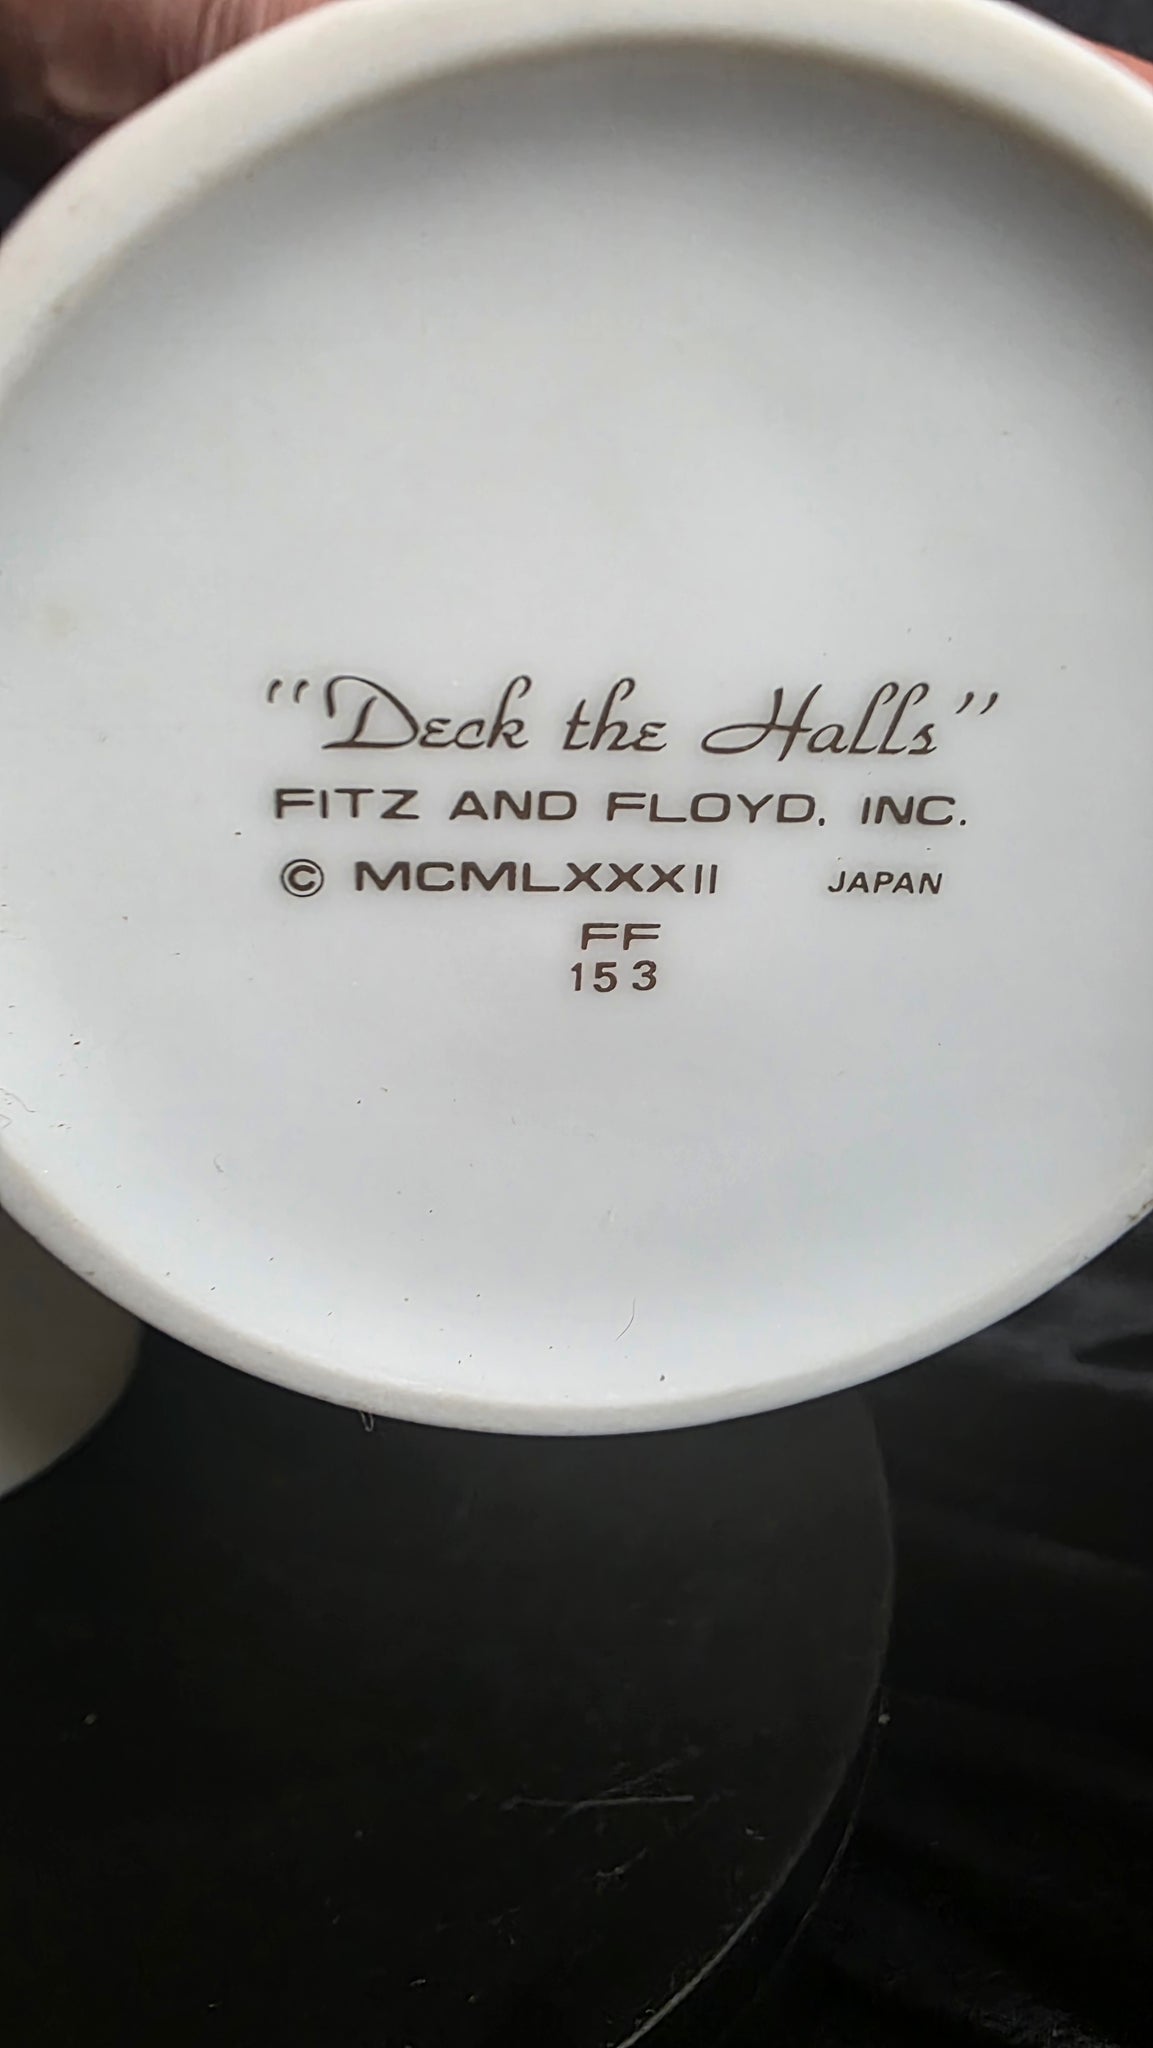 "Deck the Halls"
FITZ AND FLOYD, INC.
© MCMLXXXII JAPAN
FF
153